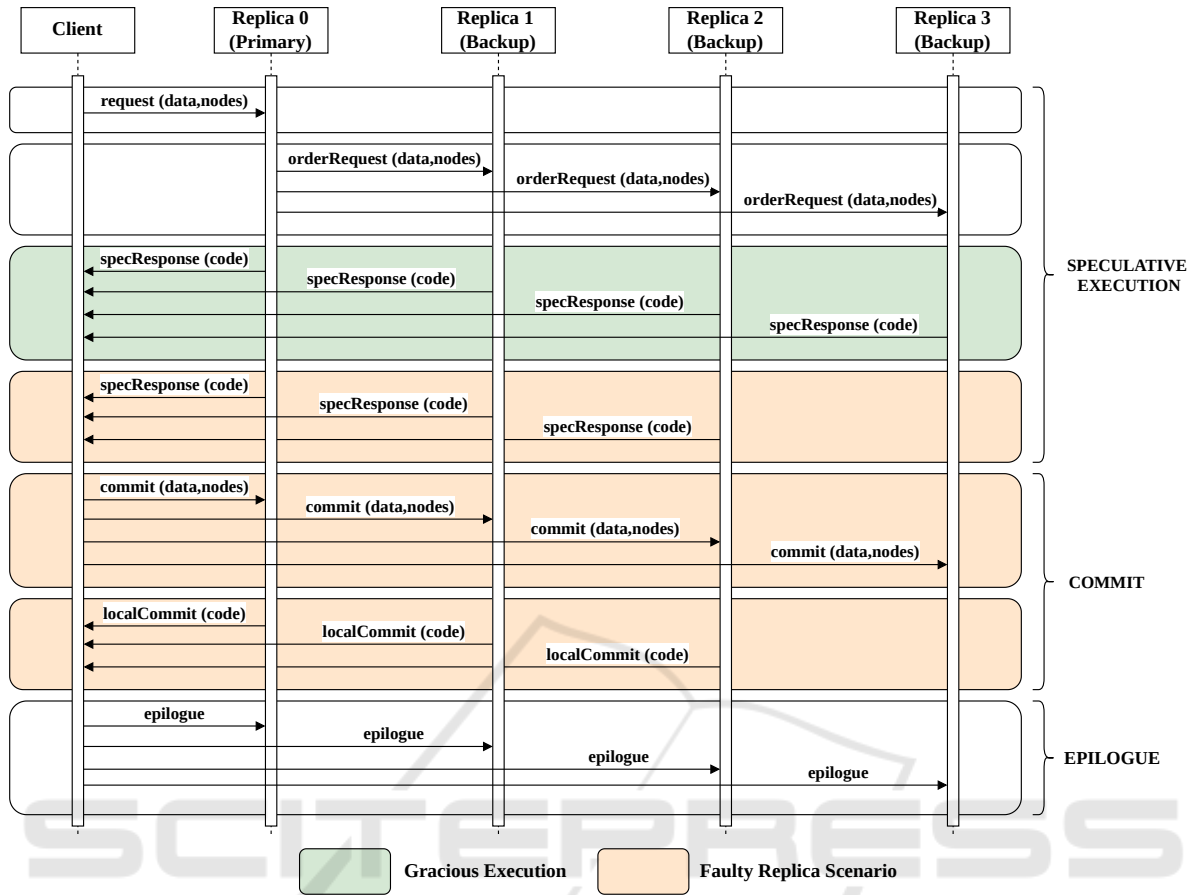 Client
Replica 0
(Primary)
Replica 1
(Backup)
Replica 2
(Backup)
Replica 3
(Backup)
request (data,nodes)
orderRequest (data,nodes)
orderRequest (data,nodes)
orderRequest (data,nodes)
specResponse (code)
specResponse (code)
specResponse (code)
specResponse (code)
SPECULATIVE
EXECUTION
specResponse (code)
specResponse (code)
specResponse (code)
commit (data,nodes)
commit (data,nodes)
commit (data,nodes)
commit (data,nodes)
COMMIT
localCommit (code)
localCommit (code)
localCommit (code)
epilogue
epilogue
epilogue
epilogue
EPILOGUE
SCITEPRESS
Gracious Execution
Faulty Replica Scenario